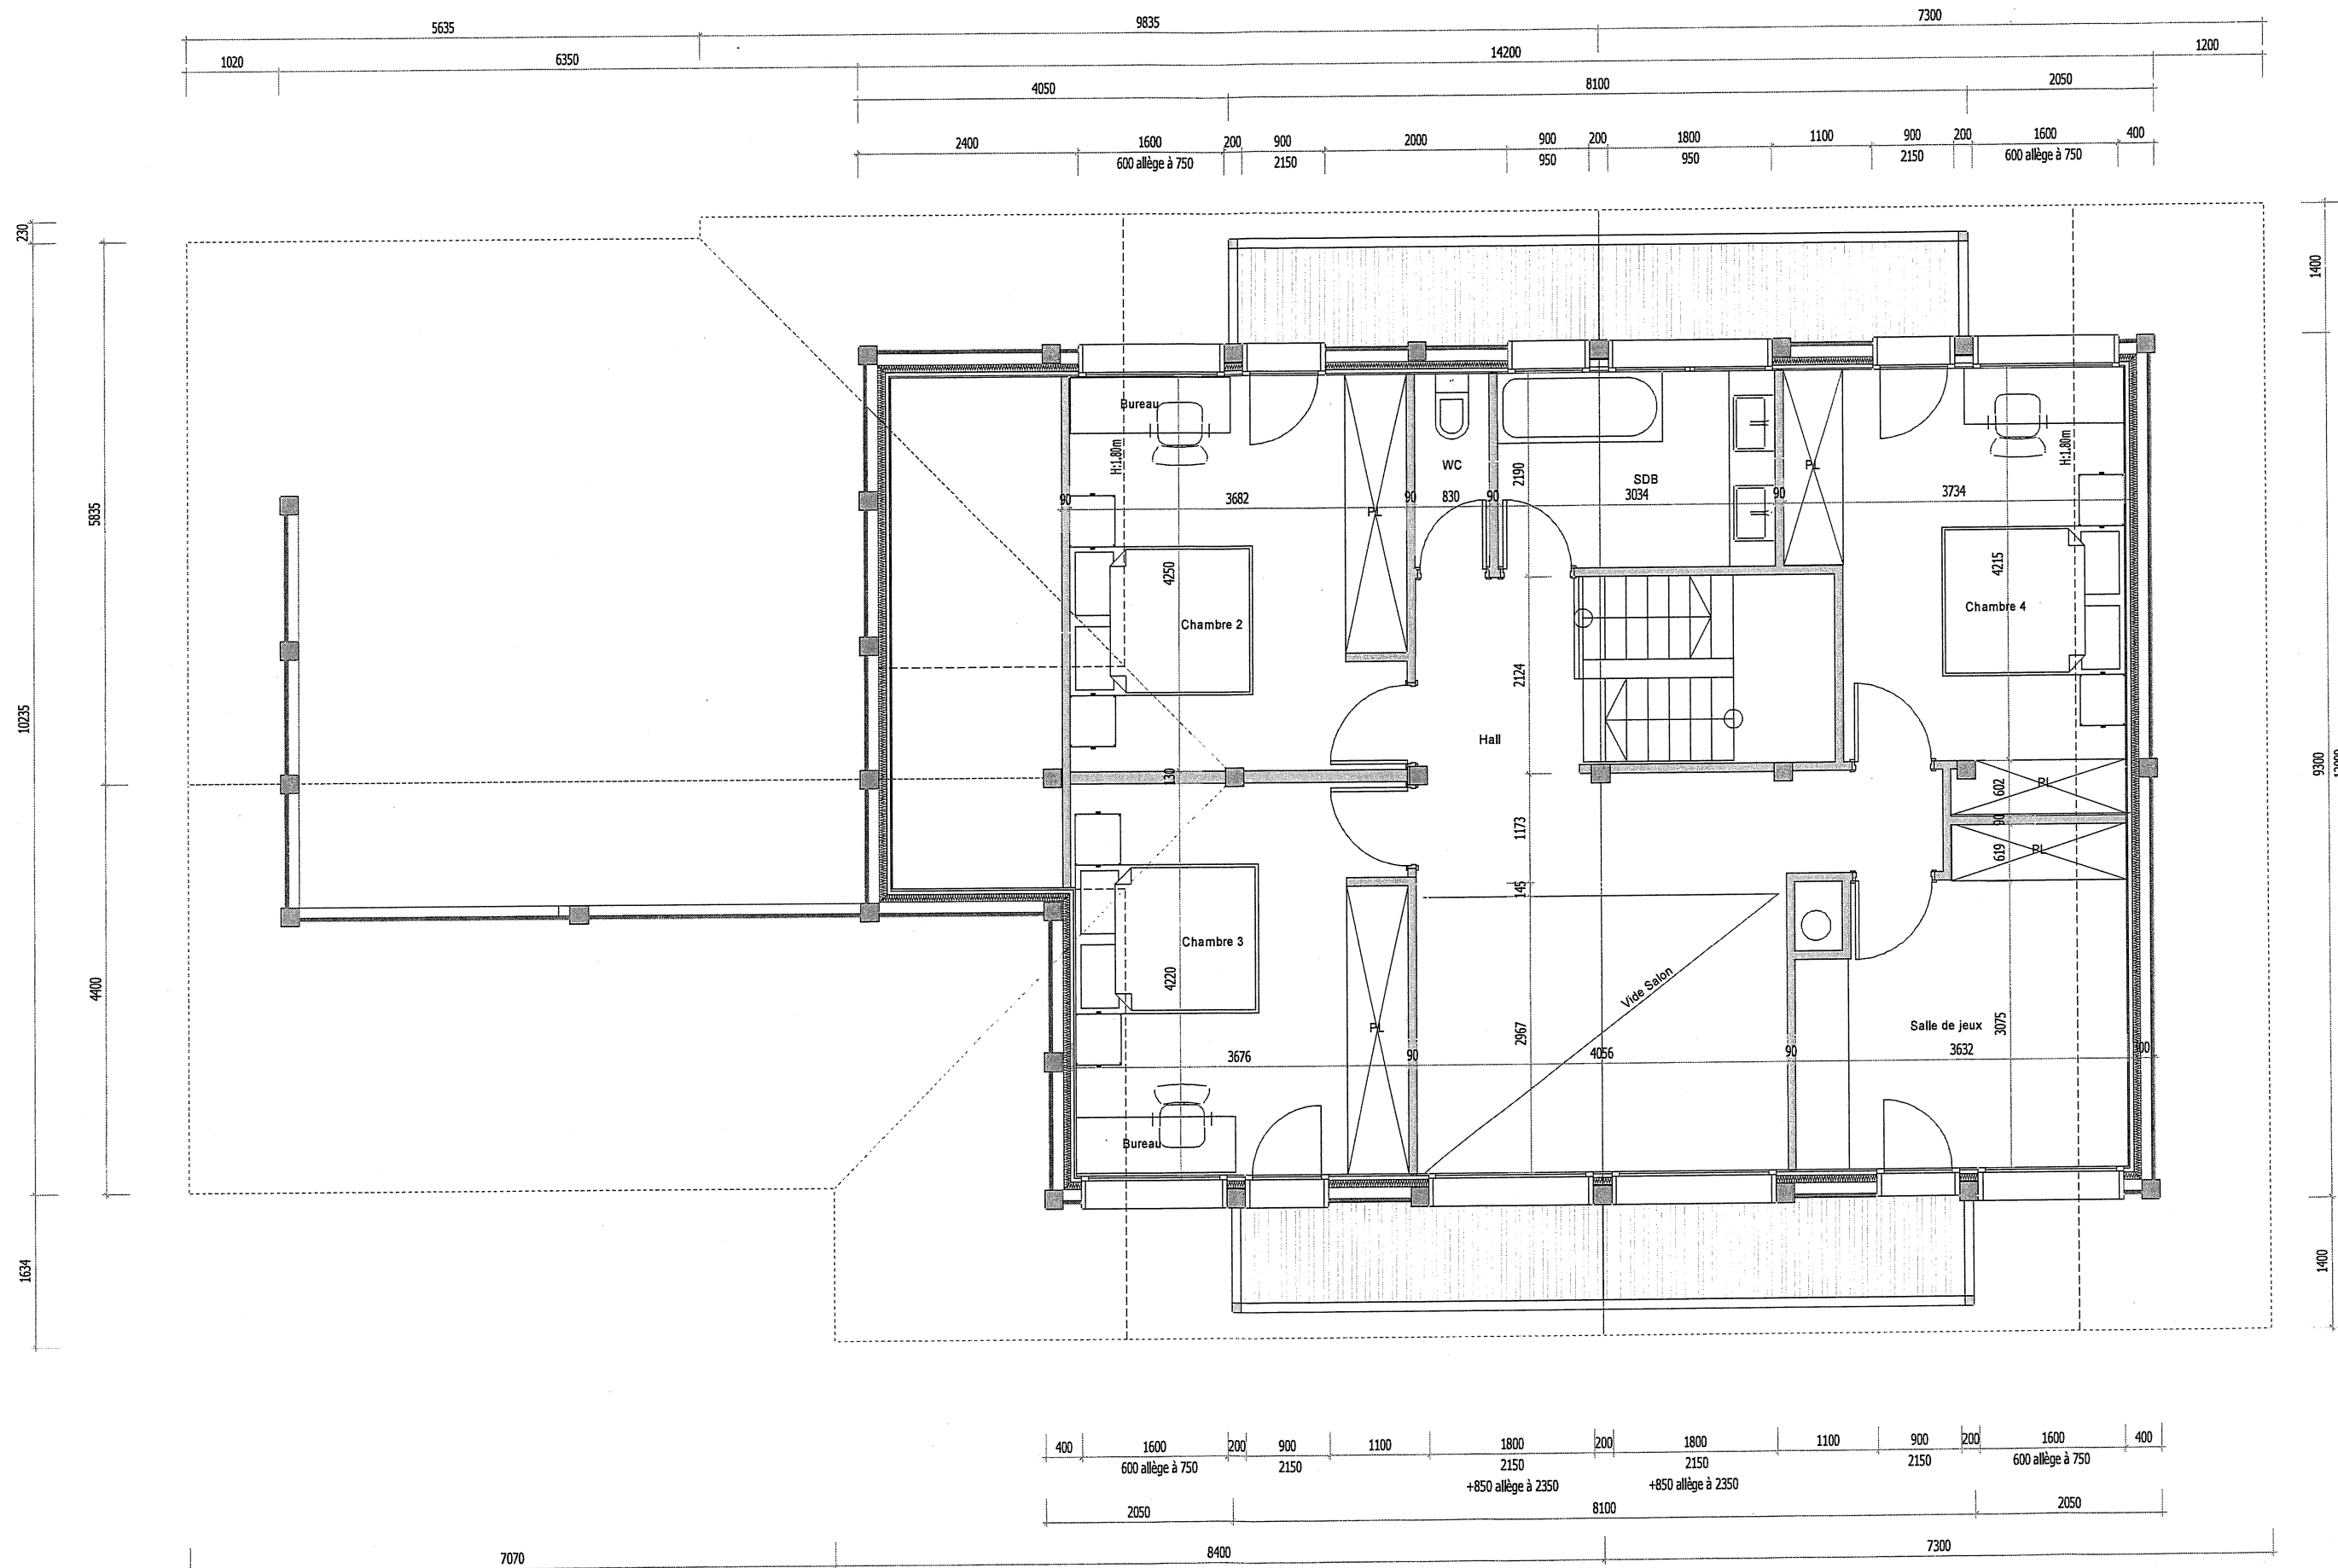 5635 9835 7300
1020 6350 14200 1200
4050 8100 2050
2400 1600 200 900 2000 900 200 1800 1100 900 200 1600 400
600 allège à 750 2150 950 950 2150 600 allège à 750
230
1400
Bureau
H:1.80m
H:1.80m
WC
2190
SDB
PL
5835
90 3682 90 830 90 3034 90 3734
PL
4250
4215
Chambre 2
Chambre 4
2124
10235
Hall
130
9300
602
PL
1173
90
619
PL
145
Chambre 3
4400
4220
Vide Salon
2967
PL
Salle de jeux
3075
3676 90 4056 90 3632
Bureau
1634
1400
400 1600 200 900 1100 1800 200 1800 1100 900 200 1600 400
600 allège à 750 2150 2150 2150 2150 600 allège à 750
+850 allège à 2350 +850 allège à 2350
2050 8100 2050
7070 8400 7300